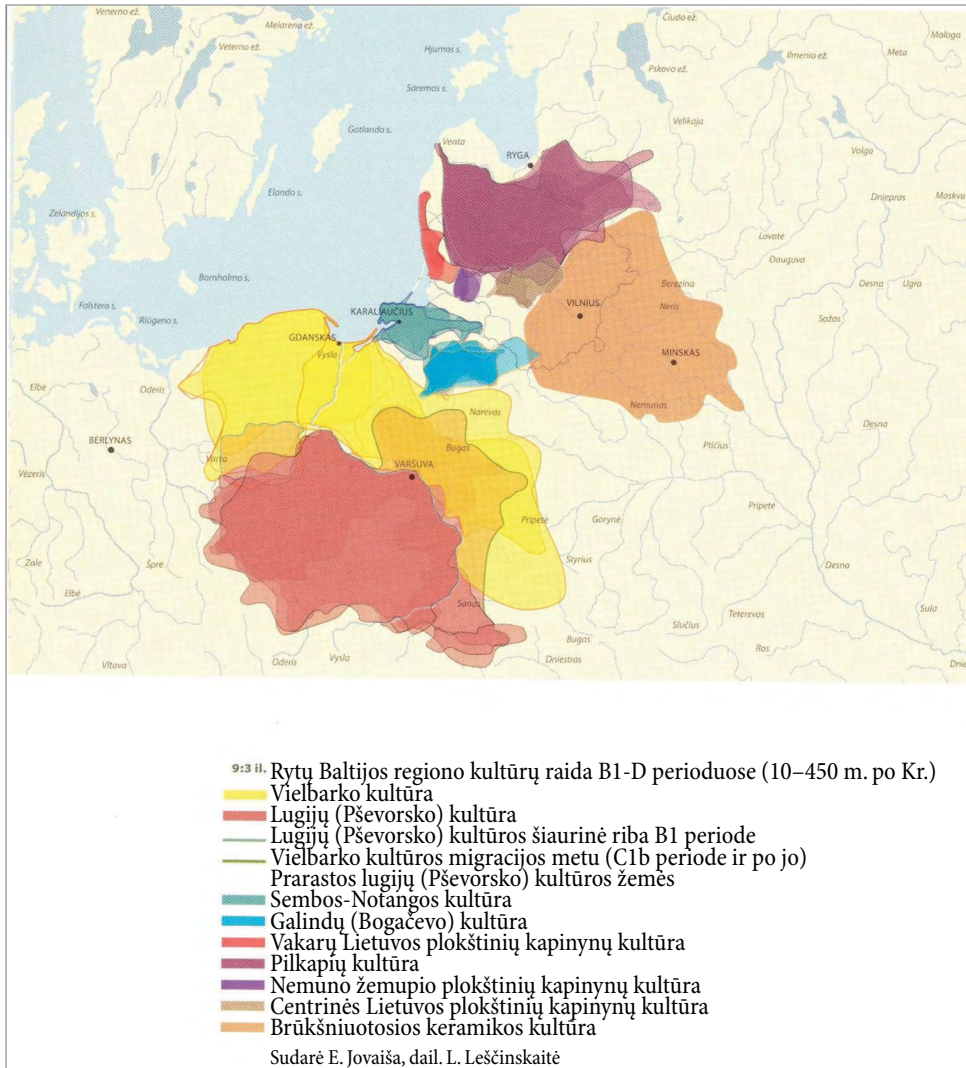 Venerno ež.
Melareno ež.
Čiudo ež.
Mologa
Veterno ež.
Hjumos s.
Ilmenio ež.
Meta
Pskovo ež.
Saremos s.
Velikaja
Gotlando s.
Venta
RYGA
Volga
Elando s.
Dniepras
Maskva
Zelandijos s.
Lovatė
Dauguva
Bornholmo s.
Berezina
Desna
Ugra
Falstero s.
Riūgeno s.
KARALIAUČIUS
VILNIUS
Neris
Sožas
GDANSKAS
Vysla
MINSKAS
Elbė
Oderis
Narevas
Nemunas
Desna
BERLYNAS
Bugas
Ptičius
Varta
VARŠUVA
Vėzeris
Pripetė
Gorynė
Pripetė
Zale
Špre
Styrius
Desna
Elbė
Sanas
Teterevas
Sula
Slučius
Bugas
Ros
Vltava
Oderis
Vysla
Dniestras
9:3 il. Rytų Baltijos regiono kultūrų raida B1-D perioduose (10–450 m. po Kr.)
Vielbarko kultūra
Lugijų (Pševorsko) kultūra
Lugijų (Pševorsko) kultūros šiaurinė riba B1 periode
Vielbarko kultūros migracijos metu (C1b periode ir po jo)
Prarastos lugijų (Pševorsko) kultūros žemės
Sembos-Notangos kultūra
Galindų (Bogačevo) kultūra
Vakarų Lietuvos plokštinių kapinynų kultūra
Pilkapių kultūra
Nemuno žemupio plokštinių kapinynų kultūra
Centrinės Lietuvos plokštinių kapinynų kultūra
Brūkšniuotosios keramikos kultūra
Sudarė E. Jovaiša, dail. L. Leščinskaitė